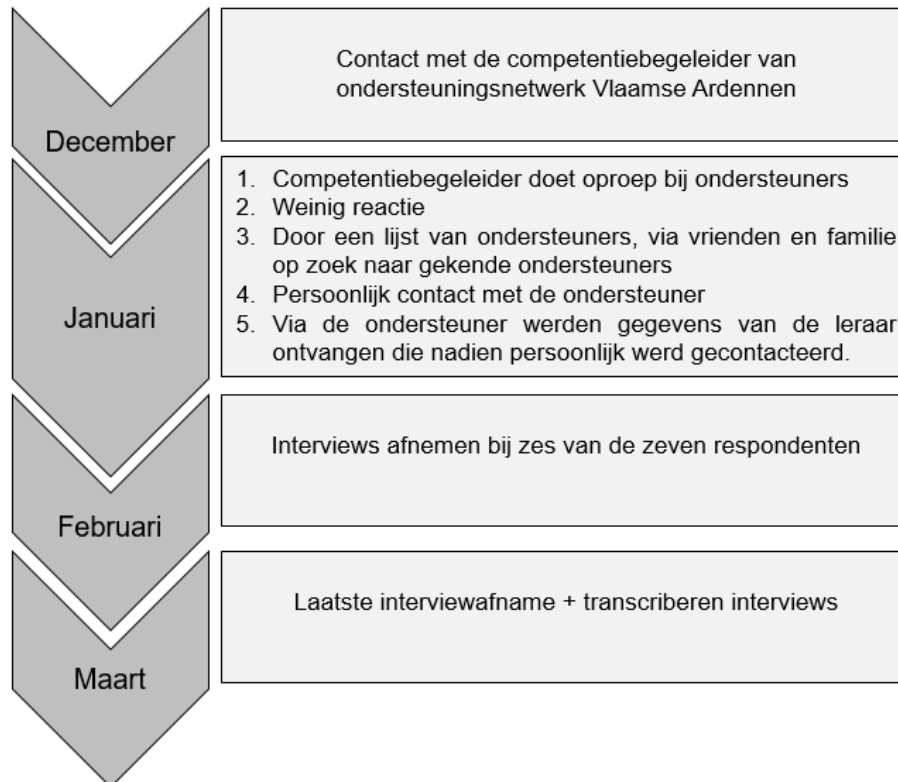 December
Contact met de competentiebegeleider van
ondersteuningsnetwerk Vlaamse Ardennen
Januari
1. Competentiebegeleider doet oproep bij ondersteuners
2. Weinig reactie
3. Door een lijst van ondersteuners, via vrienden en familie
op zoek naar gekende ondersteuners
4. Persoonlijk contact met de ondersteuner
5. Via de ondersteuner werden gegevens van de leraar
ontvangen die nadien persoonlijk werd gecontacteerd.
Februari
Interviews afnemen bij zes van de zeven respondenten
Maart
Laatste interviewafname + transcriberen interviews